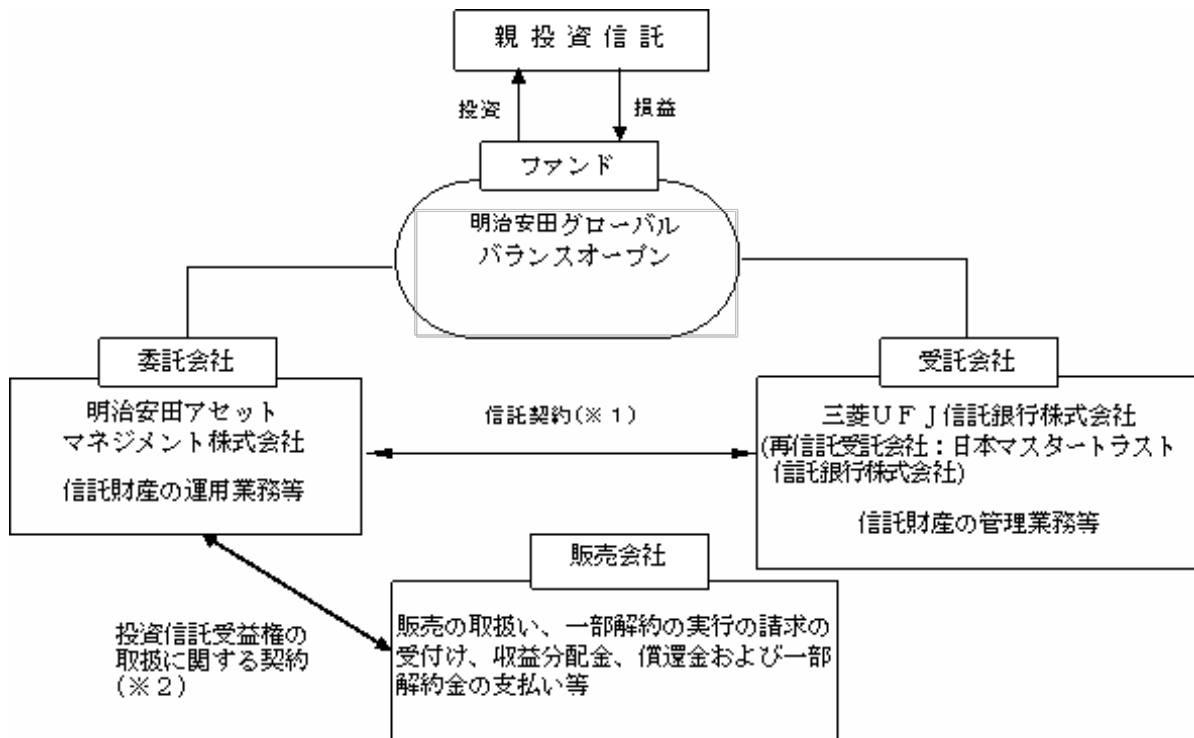 親投資信託
投資
損益
ファンド
明治安田グローバル
バランスオープン
委託会社
明治安田アセット
マネジメント株式会社
信託財産の運用業務等
信託契約(※1)
受託会社
三菱UFJ信託銀行株式会社
(再信託受託会社:日本マスタートラスト
信託銀行株式会社)
信託財産の管理業務等
販売会社
販売の取扱い、一部解約の実行の請求の
受付け、収益分配金、償還金および一部
解約金の支払い等
投資信託受益権の
取扱に関する契約
(※2)